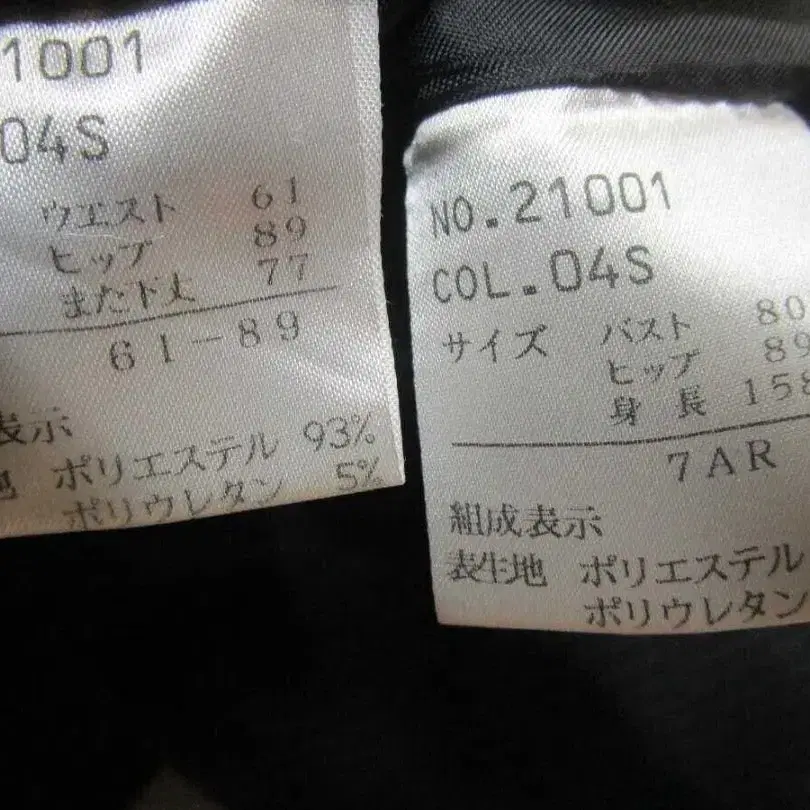 21001
04S
ウエスト 61
ヒップ 89
また下丈 77
61-89
表示
地 ポリエステル 93%
ポリウレタン 5%
NO.21001
COL.04S
サイズ バスト 80
ヒップ 89
身長 158
7AR
組成表示
表生地 ポリエステル
ポリウレタン